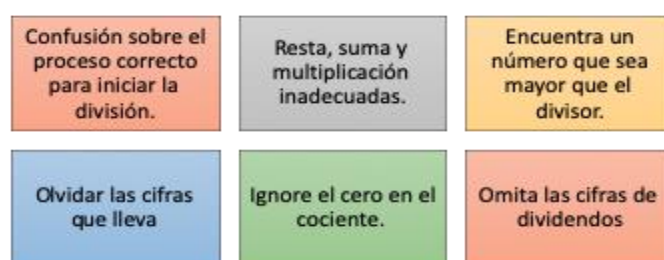 Confusión sobre el
proceso correcto
para iniciar la
división.
Resta, suma y
multiplicación
inadecuadas.
Encuentra un
número que sea
mayor que el
divisor.
Olvidar las cifras
que lleva
Ignore el cero en el
cociente.
Omita las cifras de
dividendos